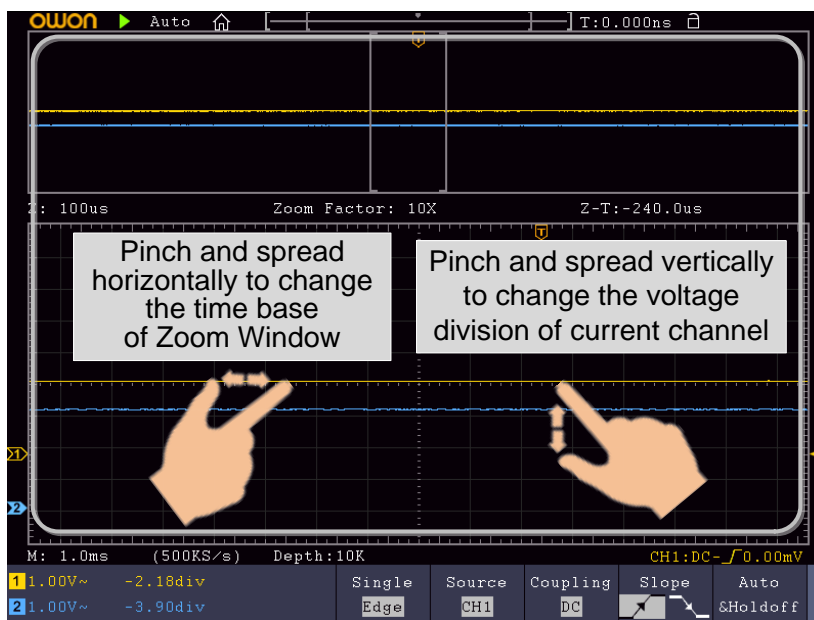 OWON Auto T:0.000ns
T
Z: 100us Zoom Factor: 10X Z-T:-240.0us
T
Pinch and spread
horizontally to change
the time base
of Zoom Window
Pinch and spread vertically
to change the voltage
division of current channel
1
2
M: 1.0ms (500KS/s) Depth:10K CH1:DC- 0.00mV
1 1.00V~ -2.18div
2 1.00V~ -3.90div
Single
Edge
Source
CH1
Coupling
DC
Slope
Auto
&Holdoff